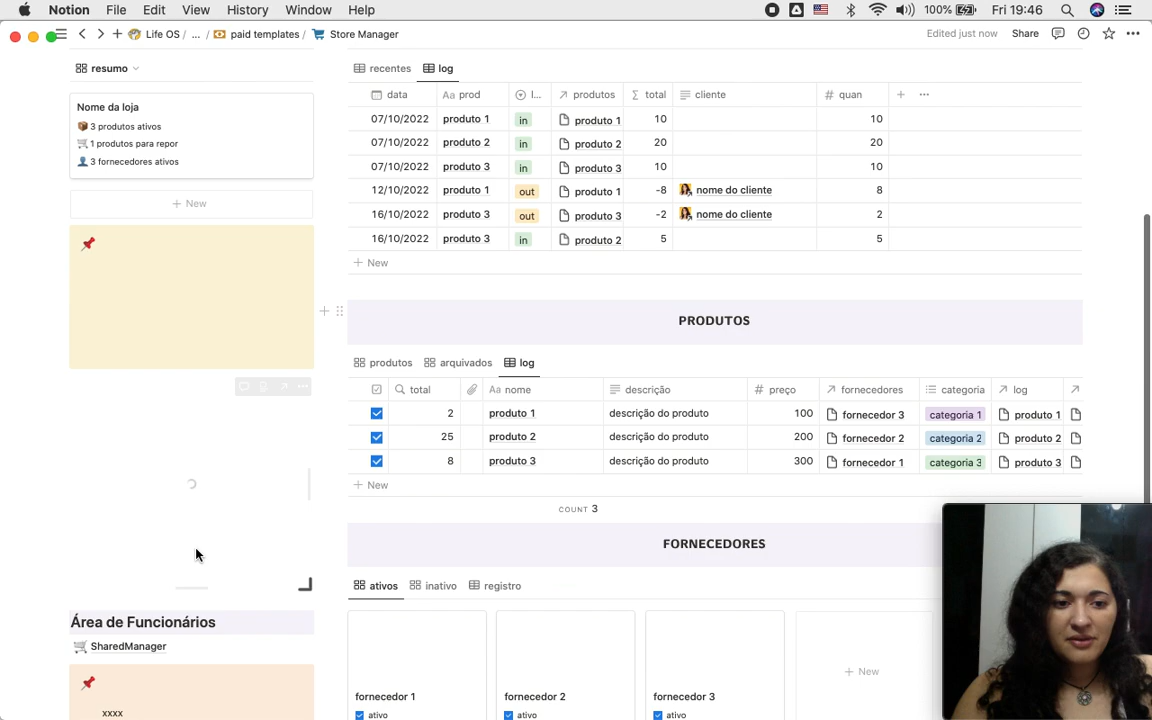 Notion File Edit View History Window Help 100% Fri 19:46
Life OS / ... / paid templates / Store Manager Edited just now Share
resumo
Nome da loja
3 produtos ativos
1 produtos para repor
3 fornecedores ativos
+ New
Área de Funcionários
SharedManager
xxxx
recentes log
data Aa prod l... produtos Σ total cliente # quan + ...
07/10/2022 produto 1 in produto 1 10 10
07/10/2022 produto 2 in produto 2 20 20
07/10/2022 produto 3 in produto 3 10 10
12/10/2022 produto 1 out produto 1 -8 nome do cliente 8
16/10/2022 produto 3 out produto 3 -2 nome do cliente 2
16/10/2022 produto 3 in produto 2 5 5
+ New
PRODUTOS
produtos arquivados log
total Aa nome descrição # preço fornecedores categoria log
2 produto 1 descrição do produto 100 fornecedor 3 categoria 1 produto 1
25 produto 2 descrição do produto 200 fornecedor 2 categoria 2 produto 2
8 produto 3 descrição do produto 300 fornecedor 1 categoria 3 produto 3
+ New
COUNT 3
FORNECEDORES
ativos inativo registro
fornecedor 1 fornecedor 2 fornecedor 3 + New
ativo ativo ativo